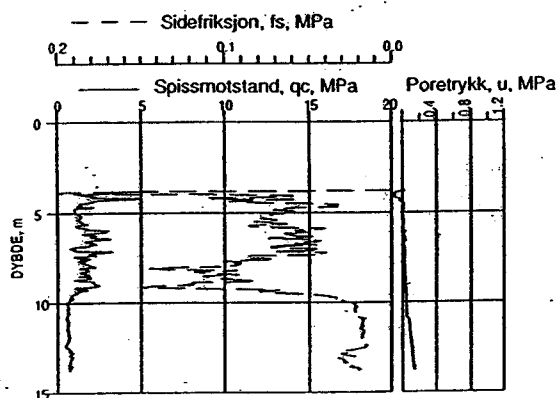 Sidefriksjon, fs, MPa
0,2 0,1 0,0
Spissmotstand, qc, MPa Poretrykk, u, MPa
0 5 10 15 20 0.4 0.8 1.2
0
5
DYBDE, m
10
15